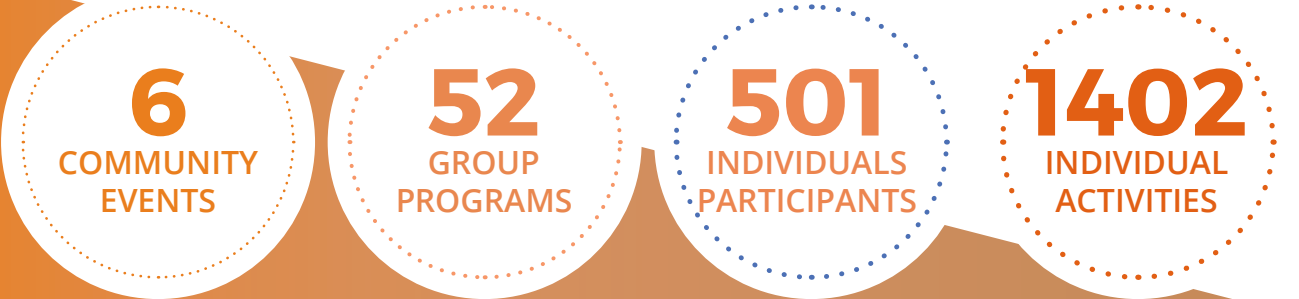 6
COMMUNITY
EVENTS
52
GROUP
PROGRAMS
501
INDIVIDUALS
PARTICIPANTS
1402
INDIVIDUAL
ACTIVITIES